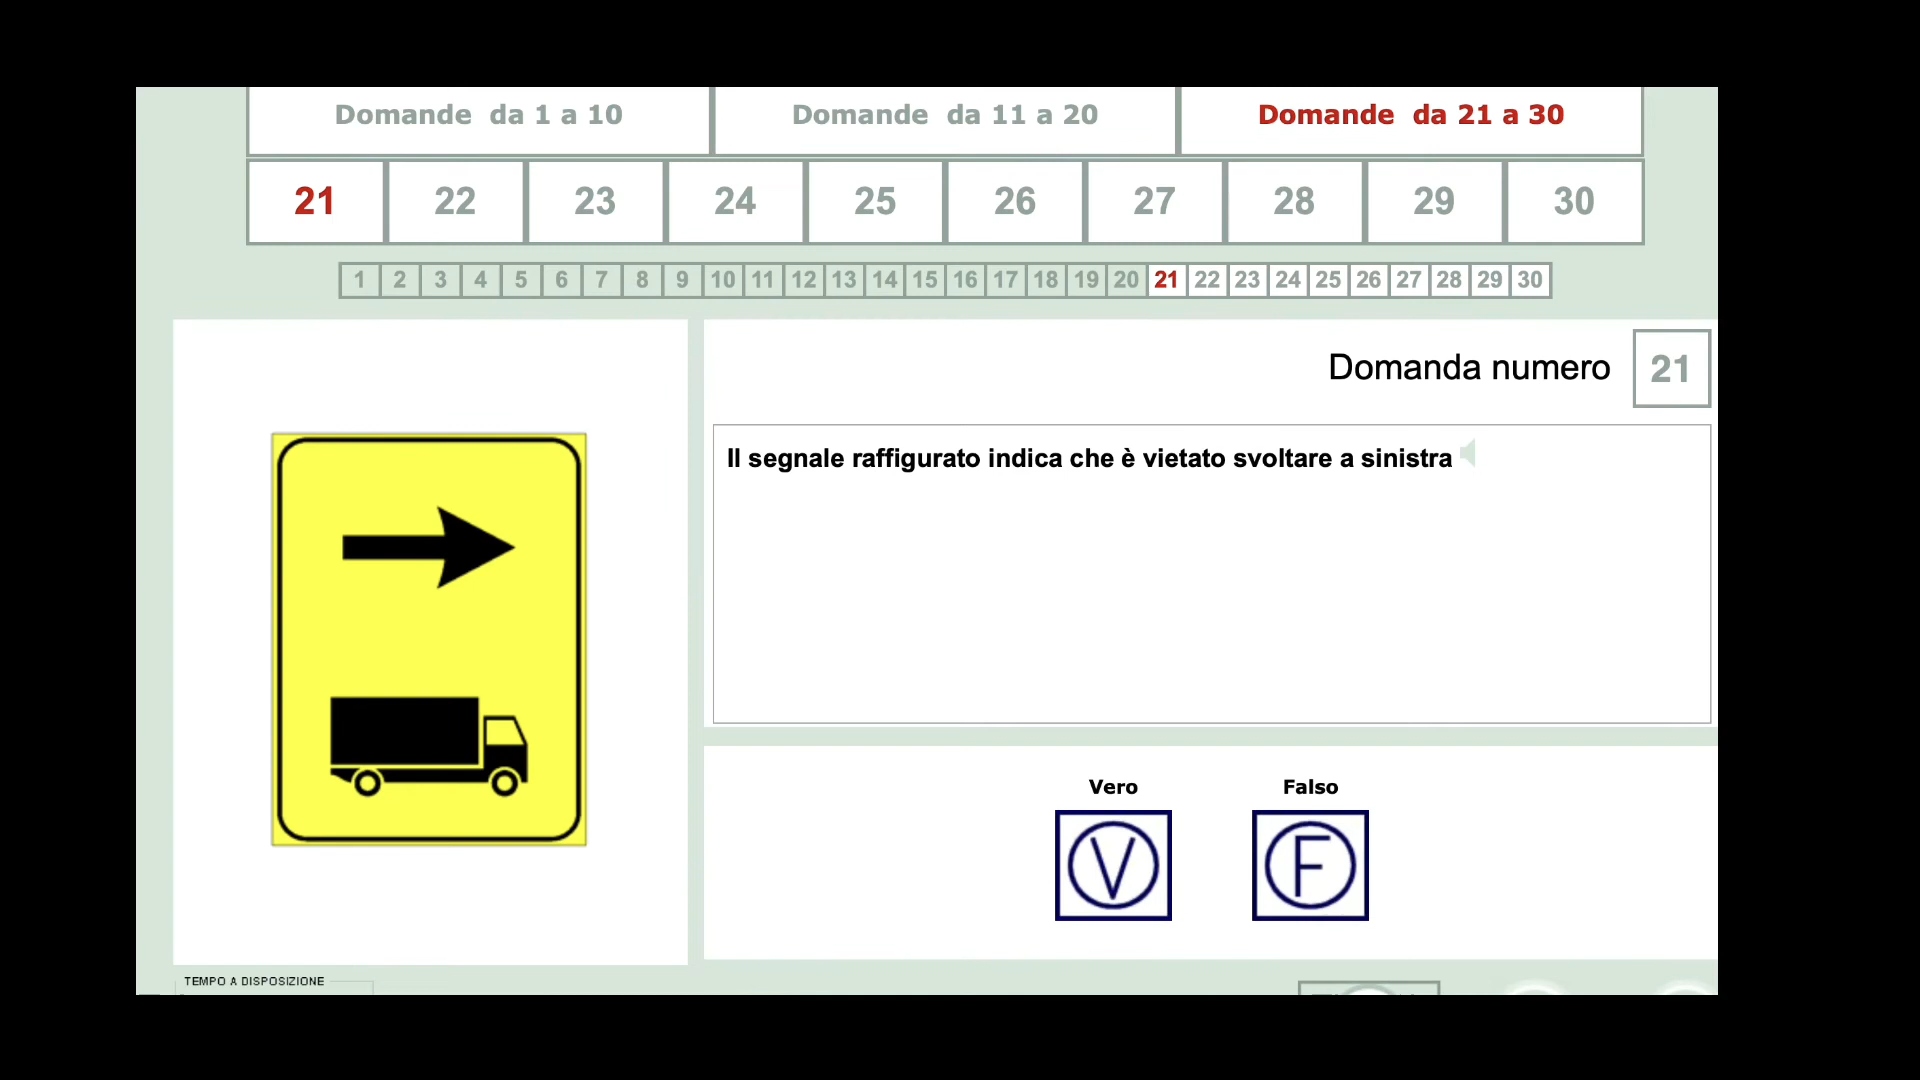 Domande da 1 a 10
Domande da 11 a 20
Domande da 21 a 30
21 22 23 24 25 26 27 28 29 30
1 2 3 4 5 6 7 8 9 10 11 12 13 14 15 16 17 18 19 20 21 22 23 24 25 26 27 28 29 30
Domanda numero 21
Il segnale raffigurato indica che è vietato svoltare a sinistra
Vero Falso
V F
TEMPO A DISPOSIZIONE